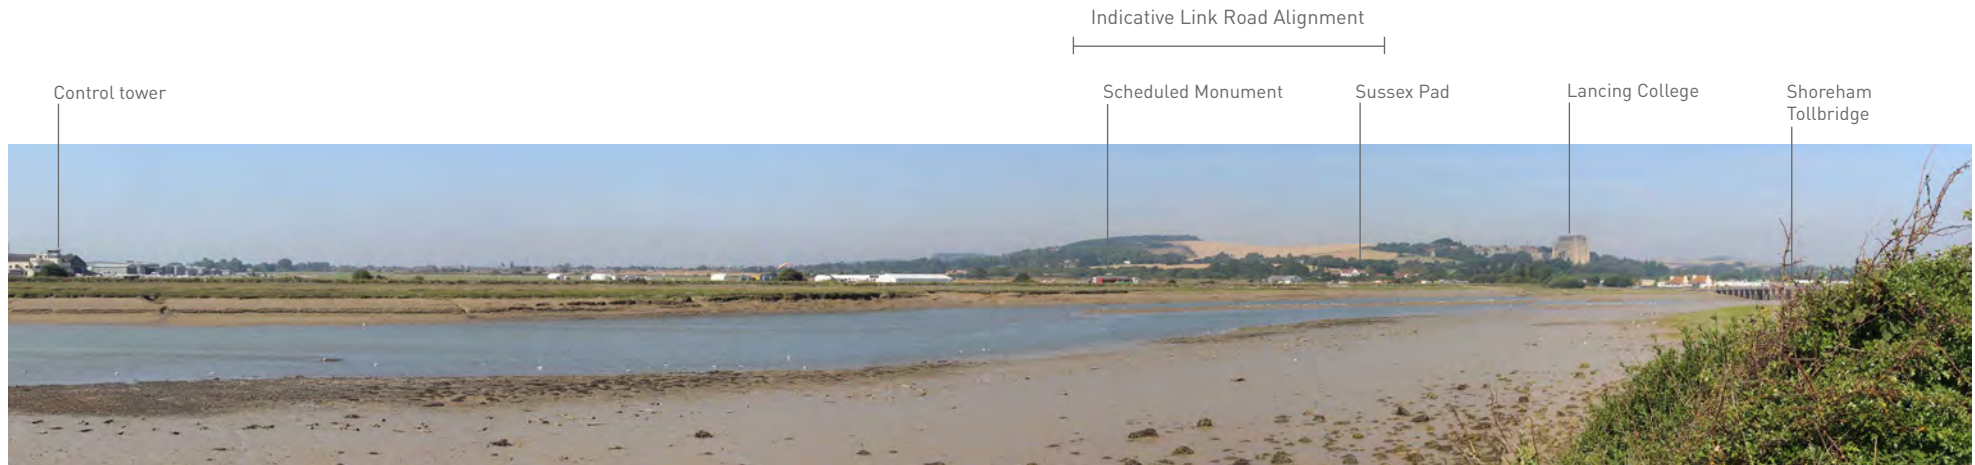 Indicative Link Road Alignment
Control tower
Scheduled Monument
Sussex Pad
Lancing College
Shoreham
Tollbridge